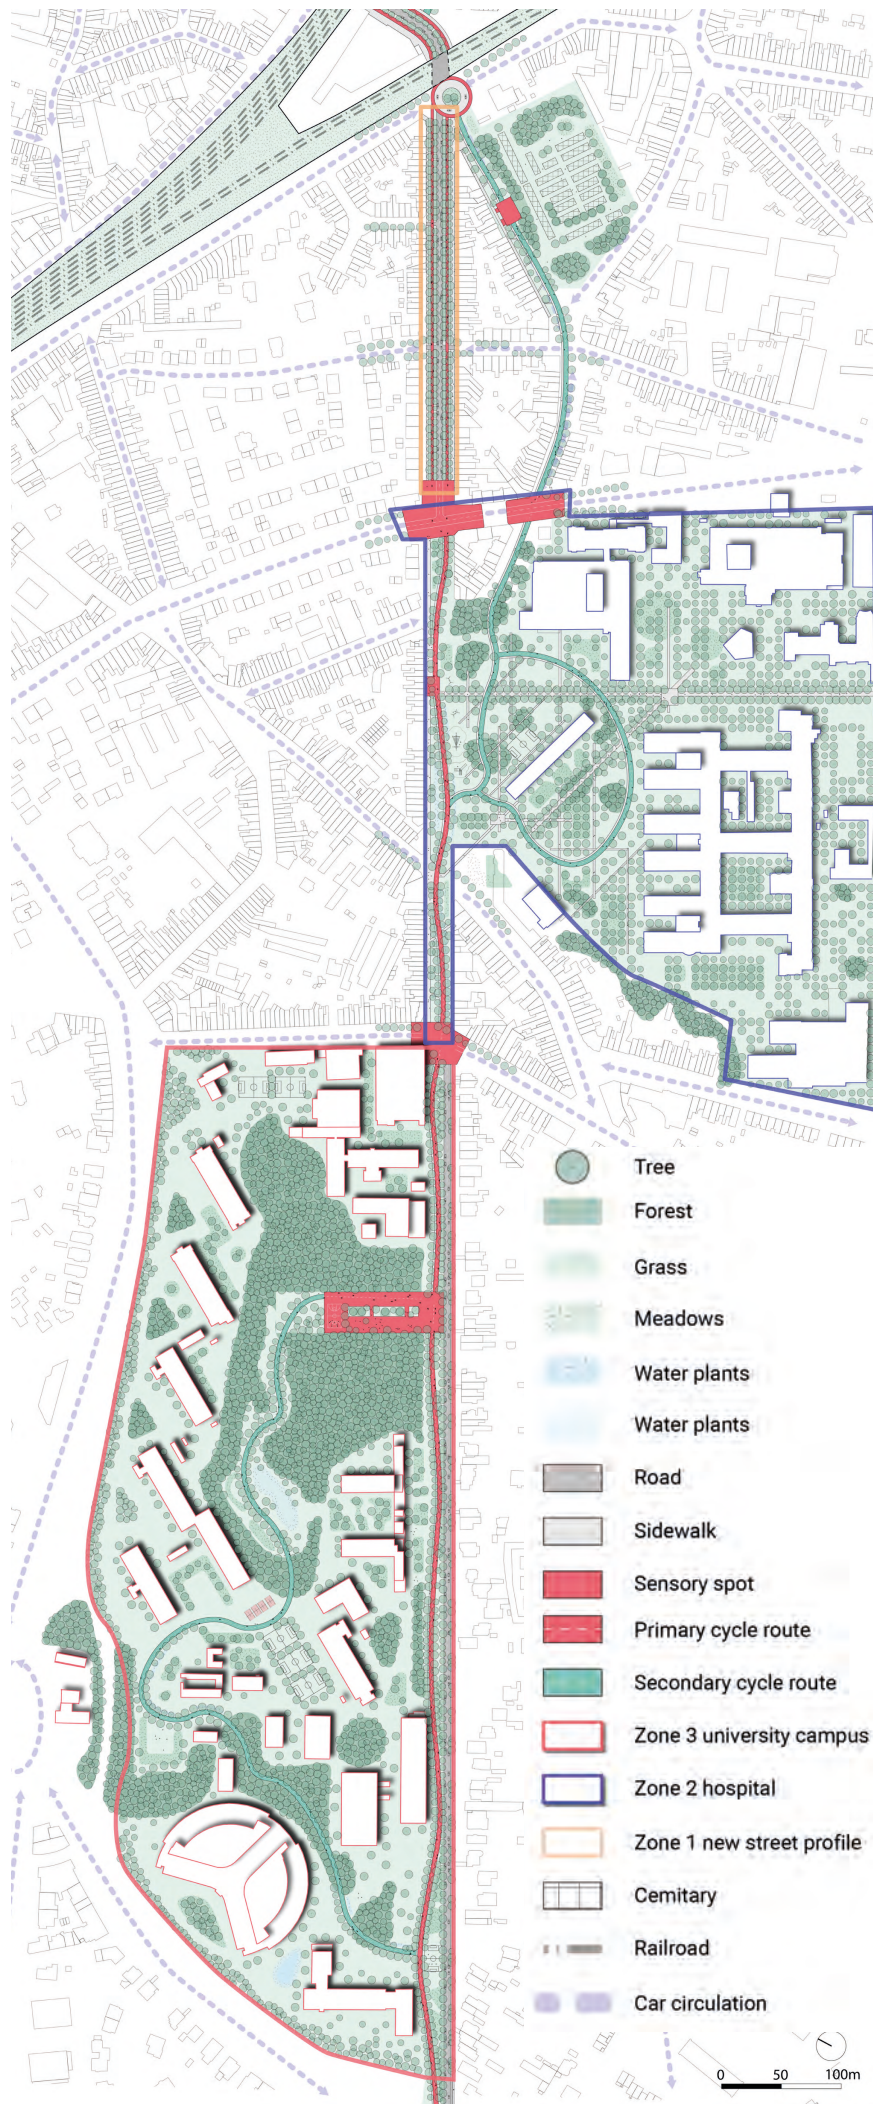 Tree
Forest
Grass
Meadows
Water plants
Water plants
Road
Sidewalk
Sensory spot
Primary cycle route
Secondary cycle route
Zone 3 university campus
Zone 2 hospital
Zone 1 new street profile
Cemitary
Railroad
Car circulation
0 50 100m